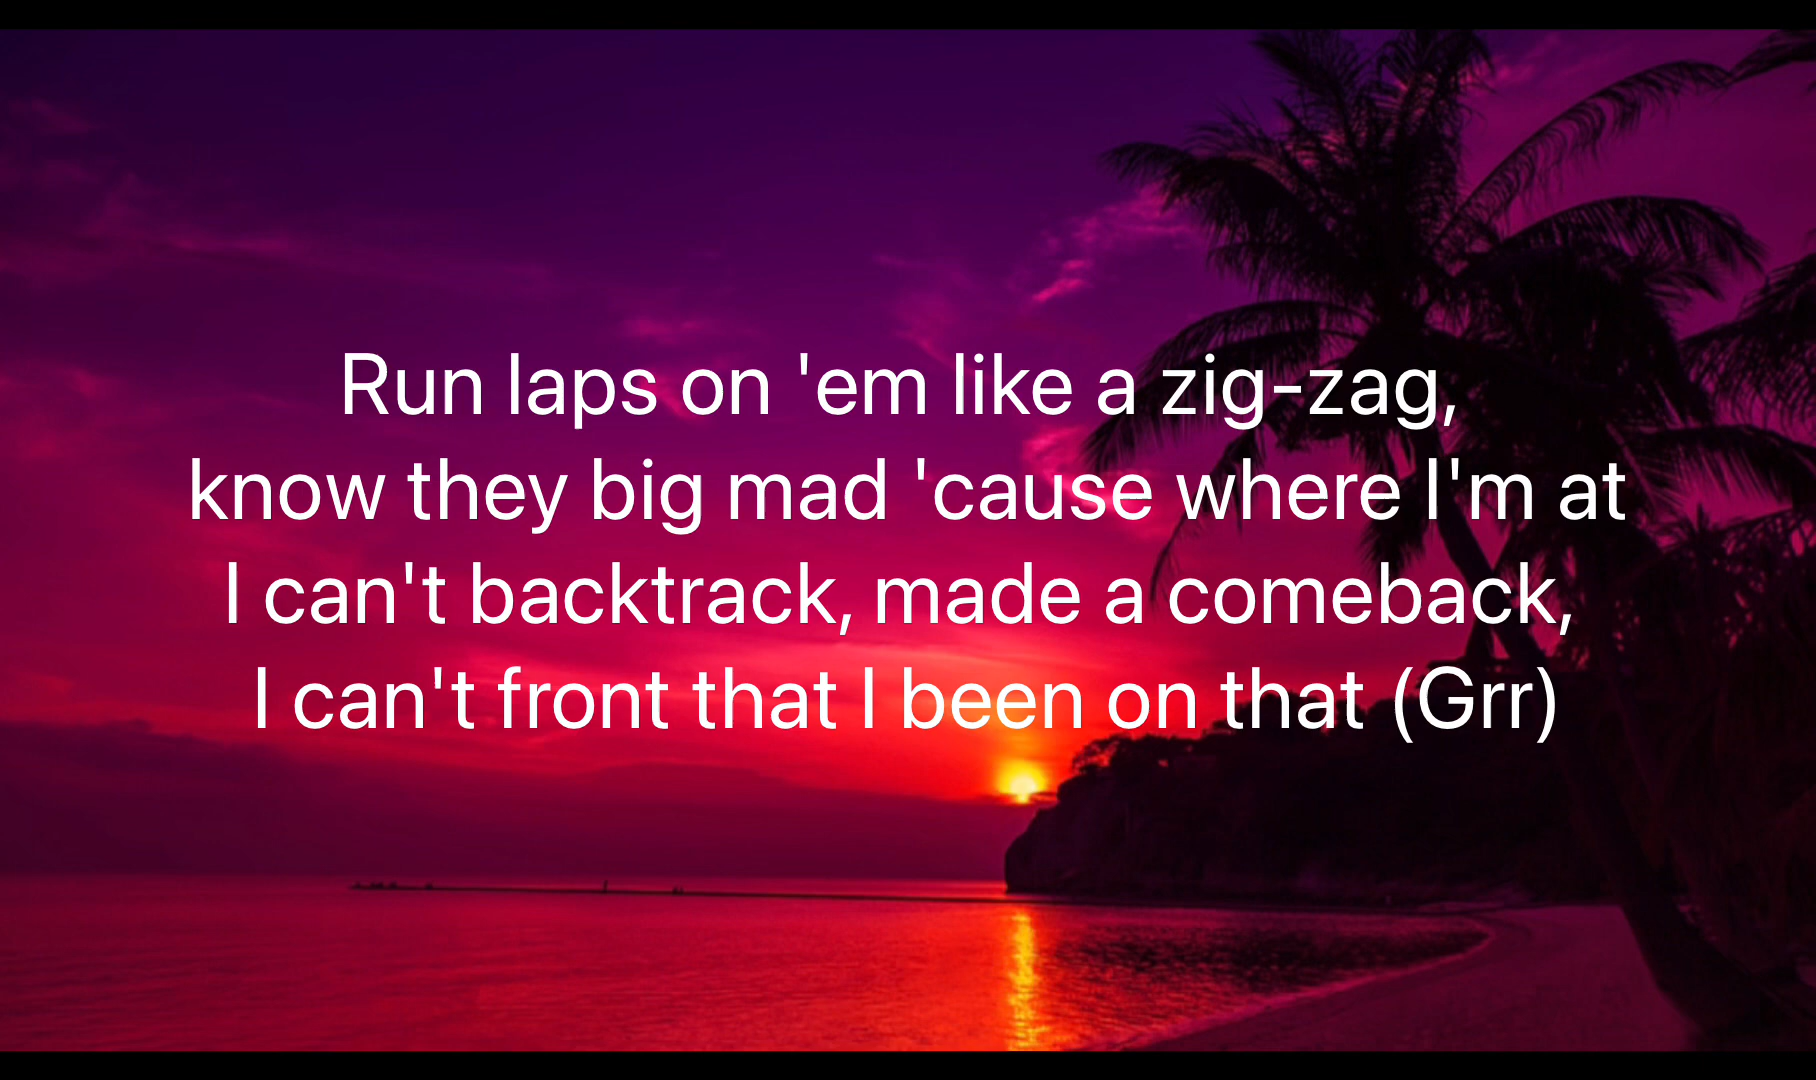 Run laps on 'em like a zig-zag,
know they big mad 'cause where I'm at
I can't backtrack, made a comeback,
I can't front that I been on that (Grr)